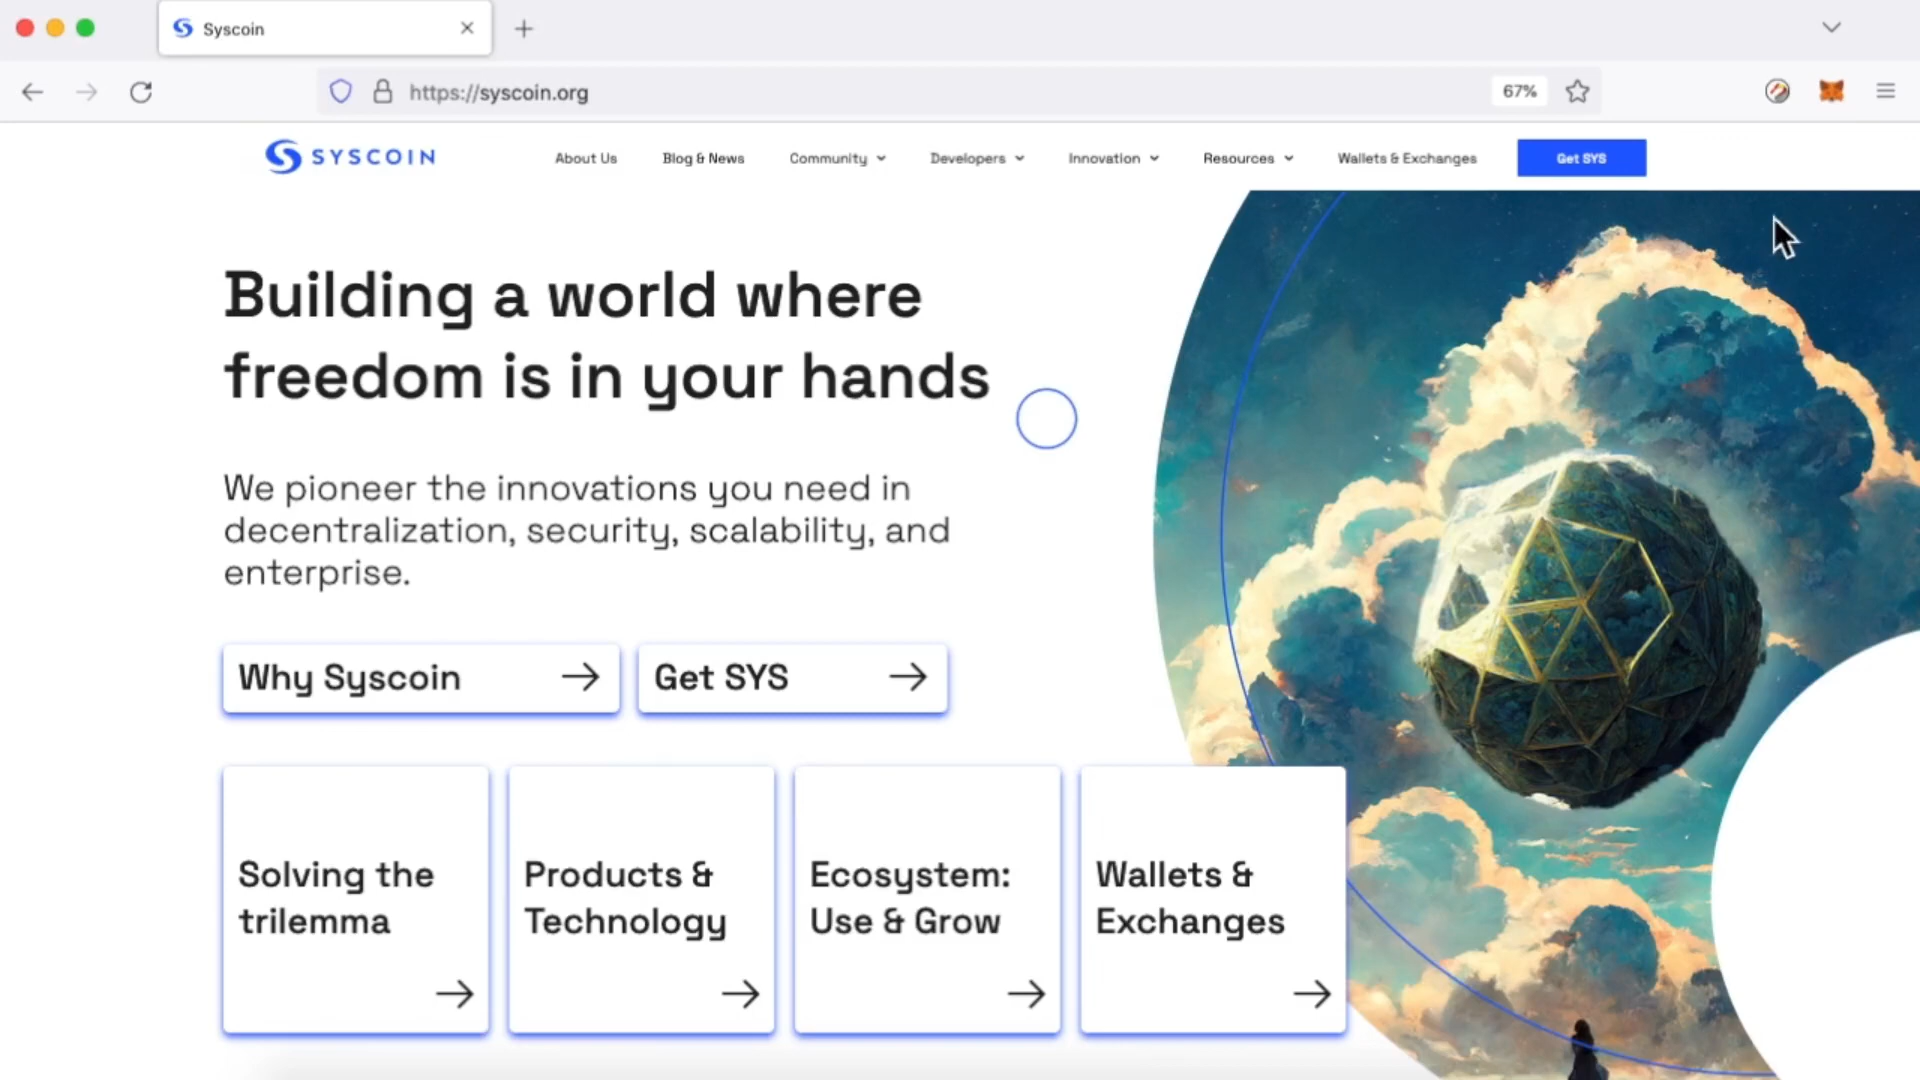 Syscoin
https://syscoin.org
67%
SYSCOIN
About Us
Blog & News
Community
Developers
Innovation
Resources
Wallets & Exchanges
Get SYS
Building a world where
freedom is in your hands
We pioneer the innovations you need in
decentralization, security, scalability, and
enterprise.
Why Syscoin
Get SYS
Solving the
trilemma
Products &
Technology
Ecosystem:
Use & Grow
Wallets &
Exchanges